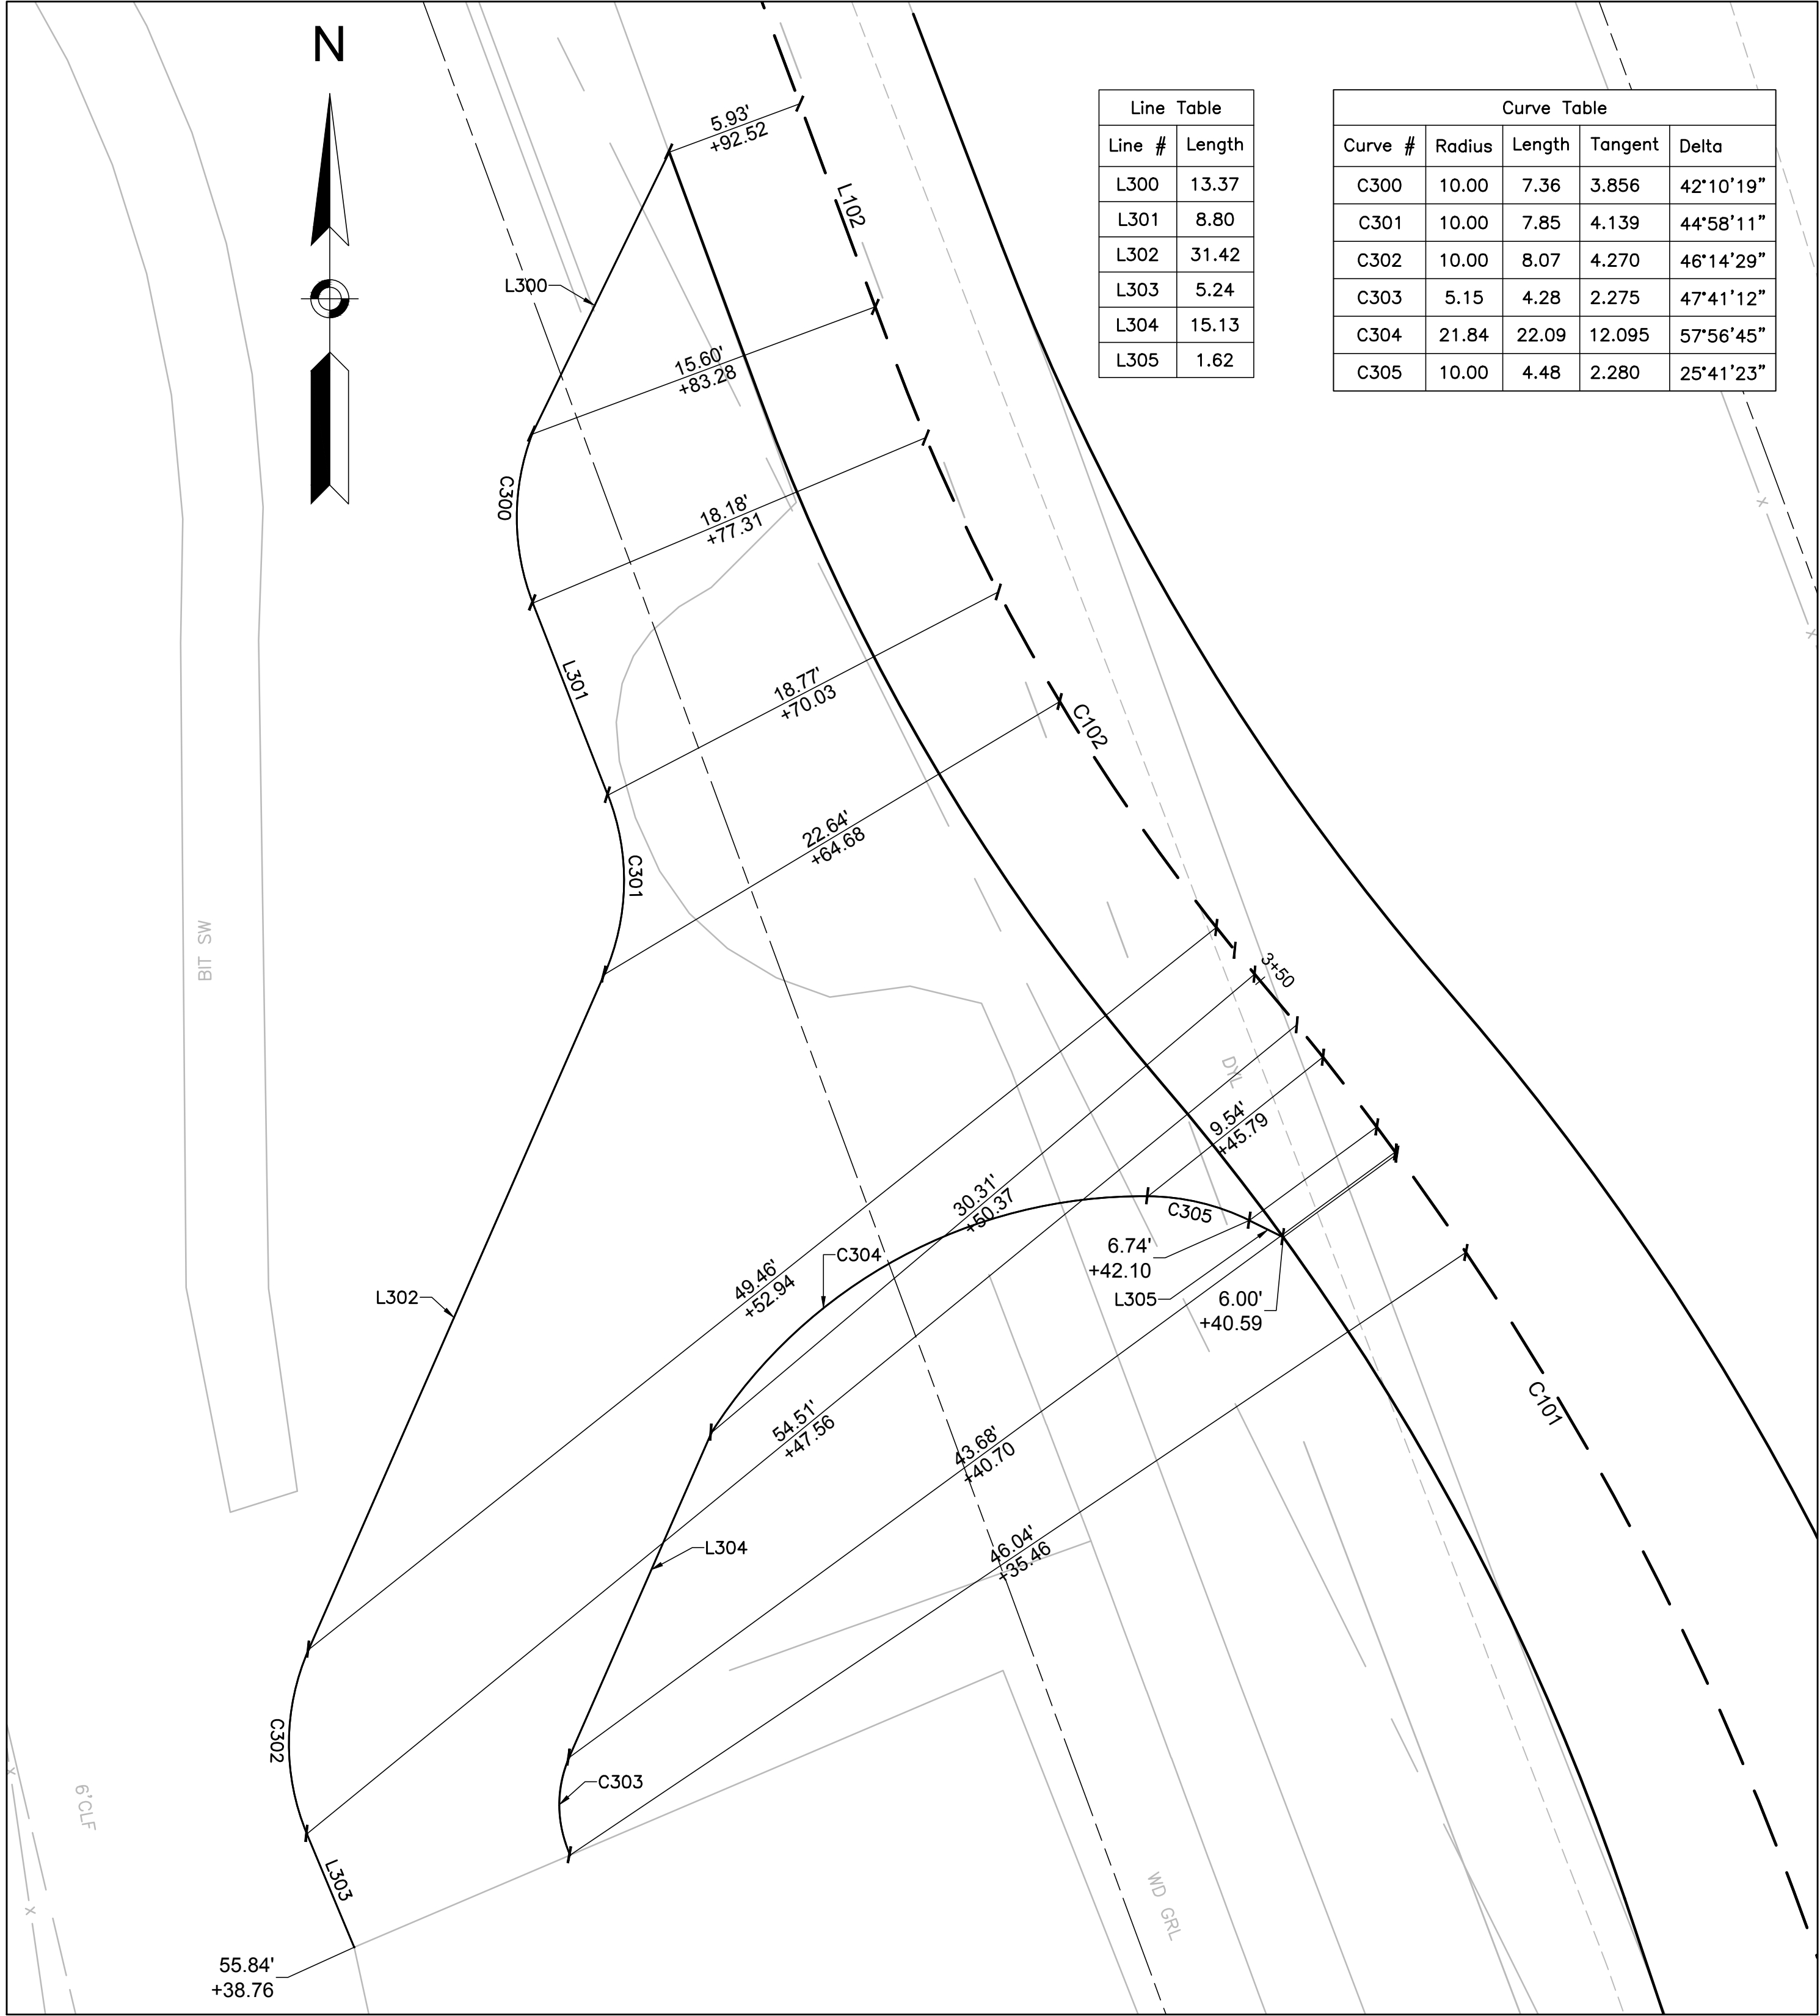 N
5.93'
+92.52
L102
Line Table
Line # Length
L300 13.37
L301 8.80
L302 31.42
L303 5.24
L304 15.13
L305 1.62
Curve Table
Curve # Radius Length Tangent Delta
C300 10.00 7.36 3.856 42°10'19"
C301 10.00 7.85 4.139 44°58'11"
C302 10.00 8.07 4.270 46°14'29"
C303 5.15 4.28 2.275 47°41'12"
C304 21.84 22.09 12.095 57°56'45"
C305 10.00 4.48 2.280 25°41'23"
L300
15.60'
+83.28
C300
18.18'
+77.31
x
x
L301
18.77'
+70.03
C102
22.64'
+64.68
C301
BIT SW
3+50
DYL
9.54'
+45.79
30.31'
+50.37
C305
6.74'
+42.10
C304
49.46'
+52.94
L302
L305
6.00'
+40.59
C101
54.51'
+47.56
43.68'
+40.70
L304
46.04'
+35.46
C302
C303
x
6'CLF
L303
x
WD GRL
55.84'
+38.76